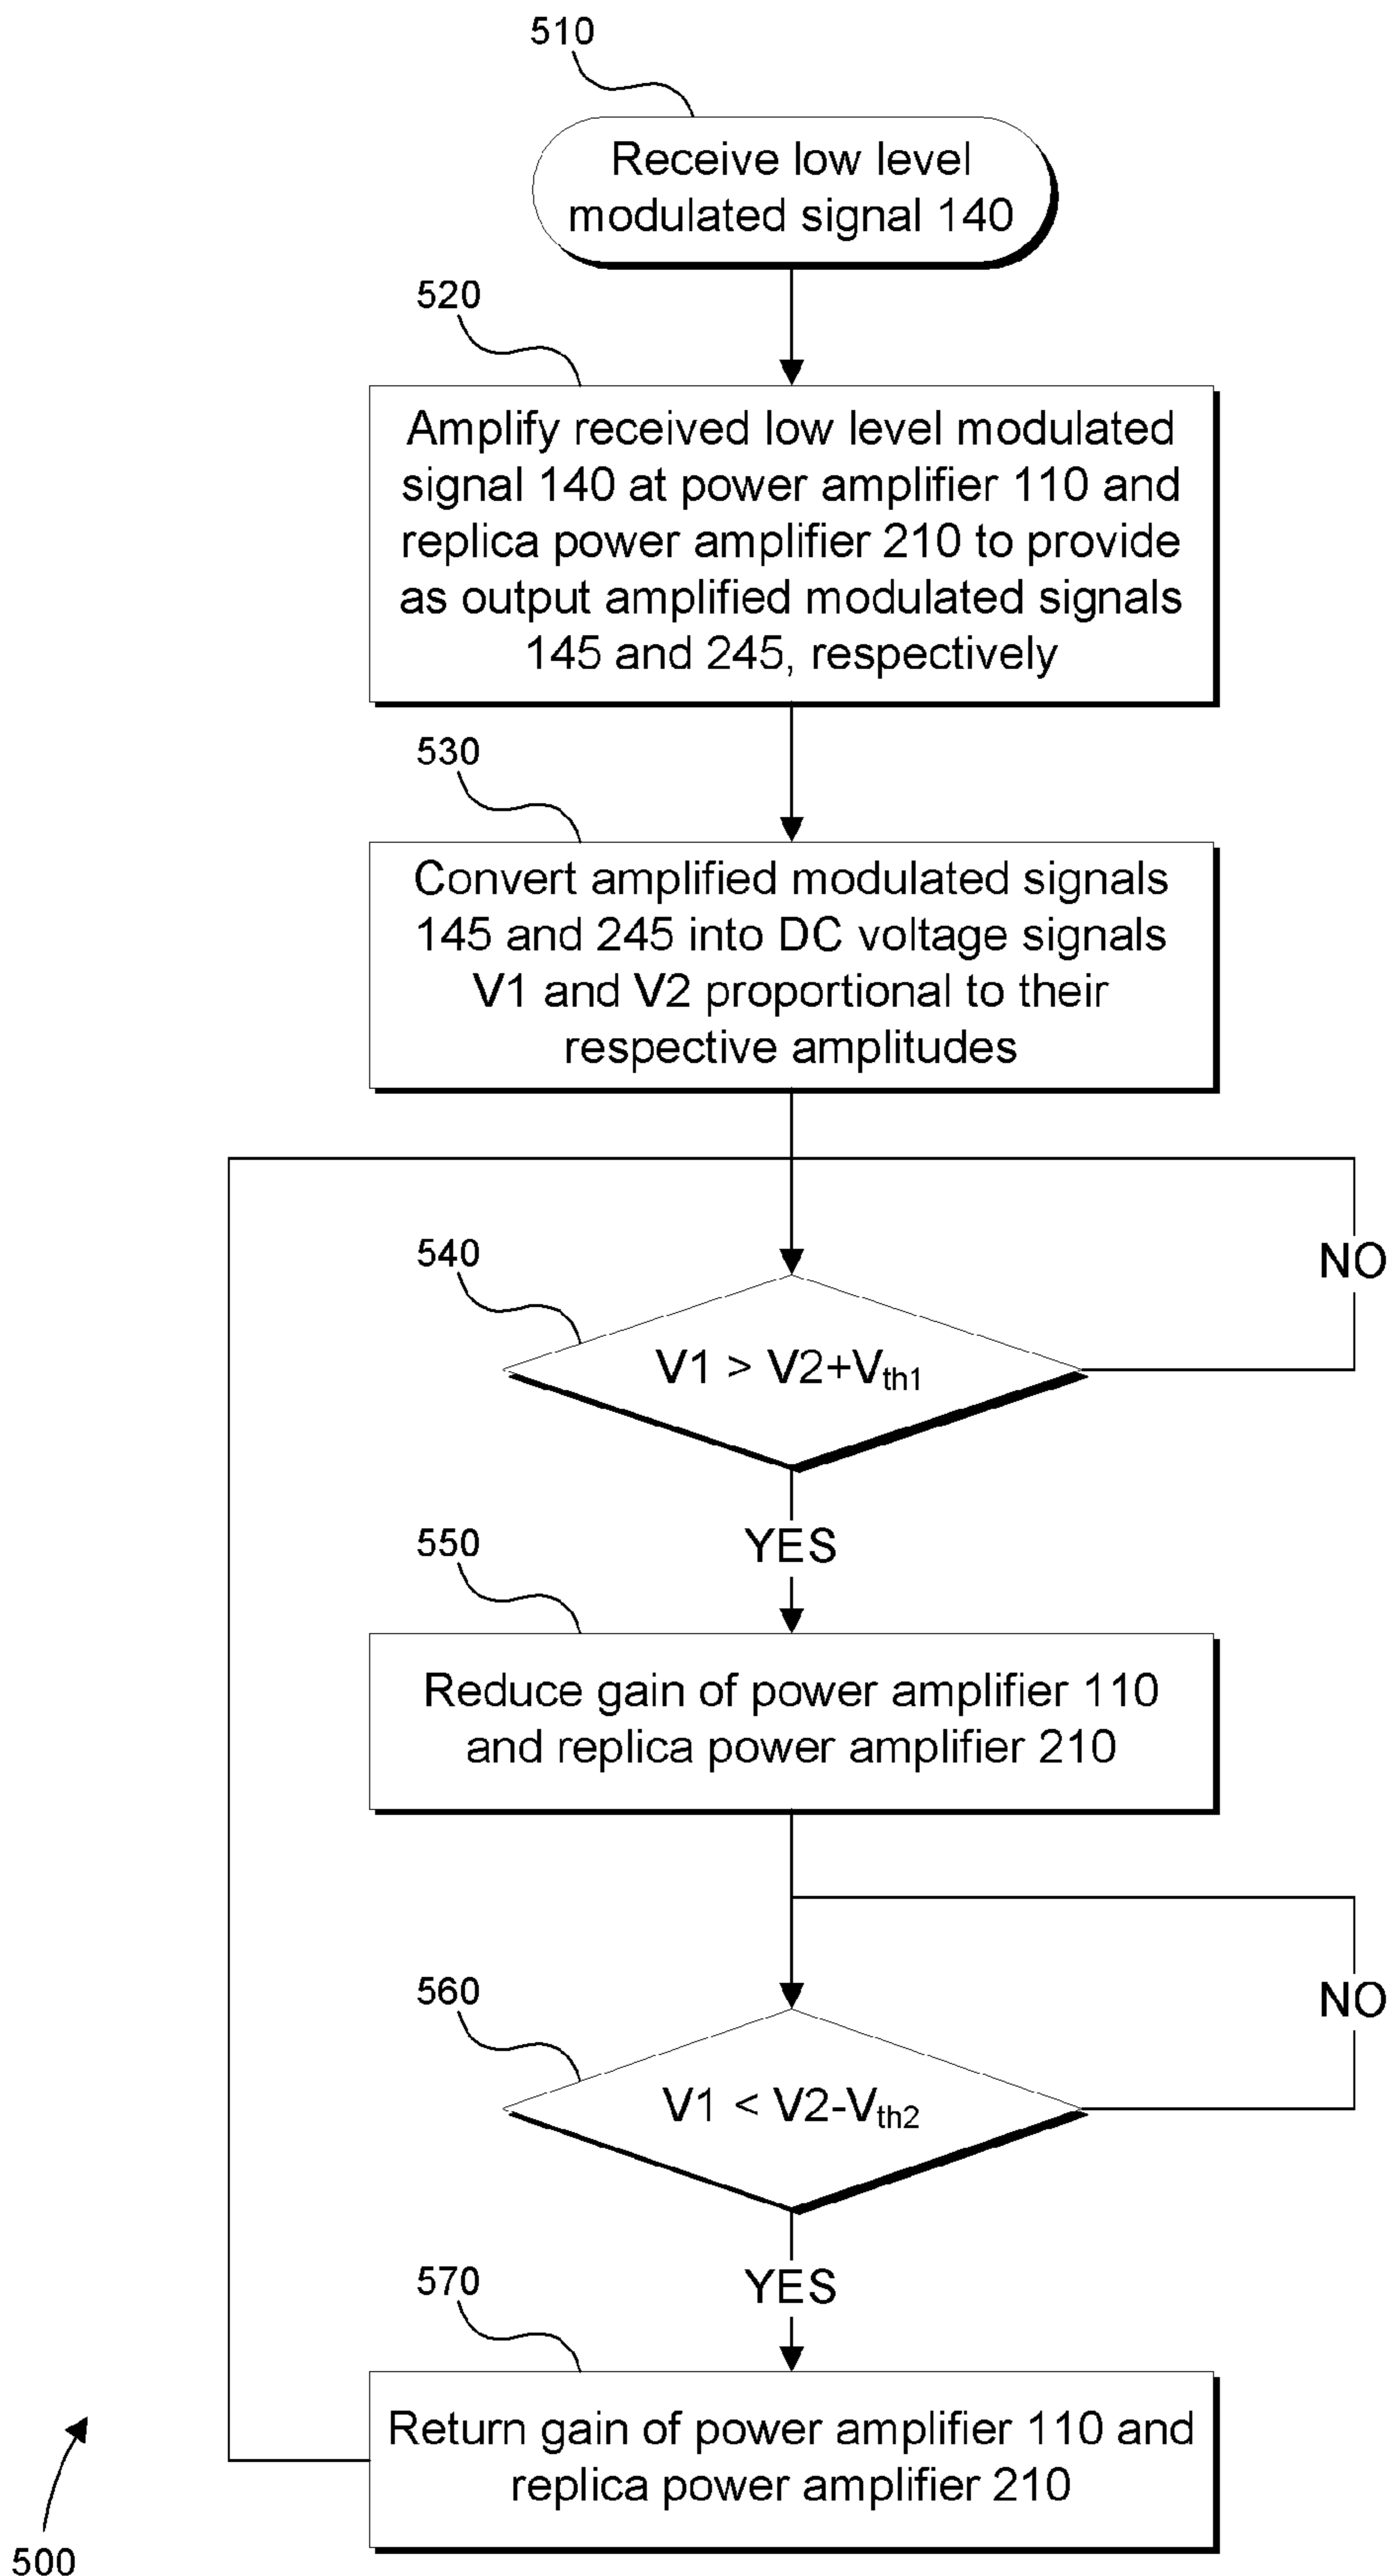 510
Receive low level
modulated signal 140
520
Amplify received low level modulated
signal 140 at power amplifier 110 and
replica power amplifier 210 to provide
as output amplified modulated signals
145 and 245, respectively
530
Convert amplified modulated signals
145 and 245 into DC voltage signals
V1 and V2 proportional to their
respective amplitudes
540
V1 > V2+Vth1
NO
YES
550
Reduce gain of power amplifier 110
and replica power amplifier 210
560
V1 < V2-Vth2
NO
YES
570
Return gain of power amplifier 110 and
replica power amplifier 210
500